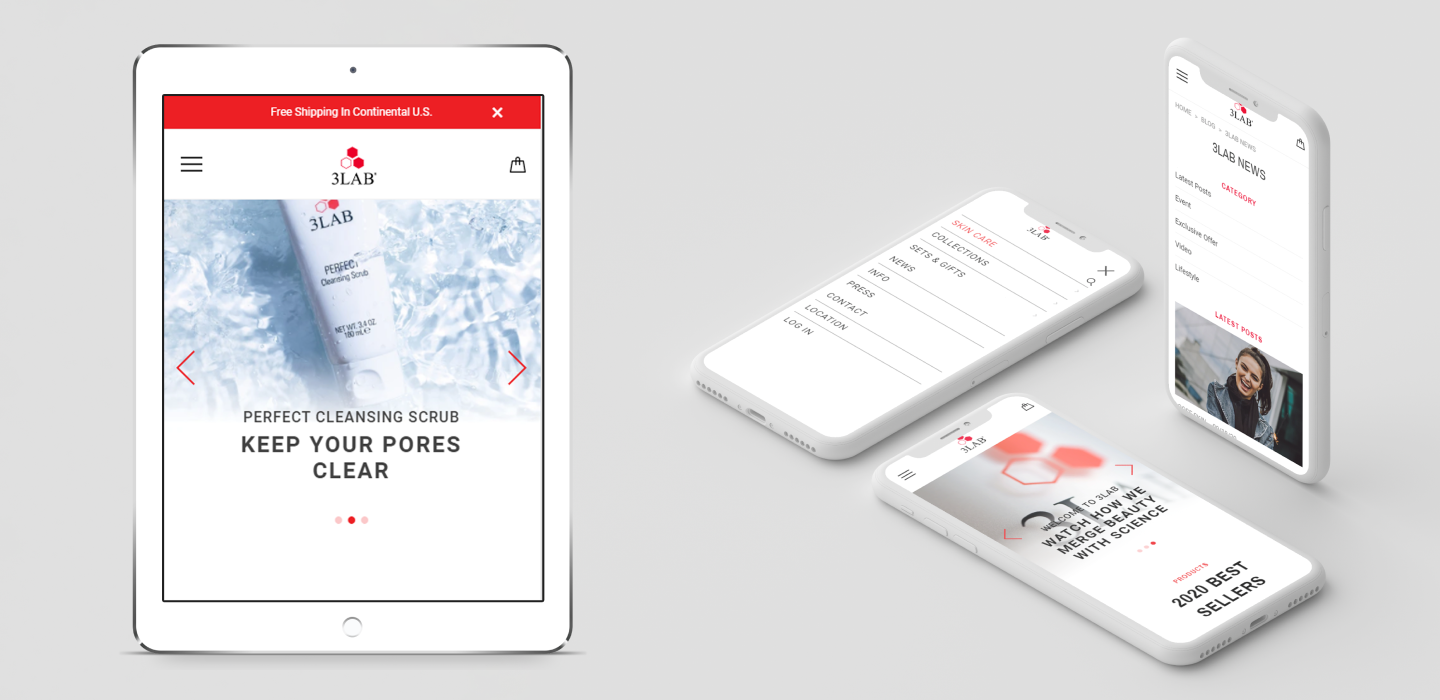 Free Shipping In Continental U.S.
3LAB
3LAB
PERFECT
Cleansing Scrub
NET WT. 3.4 OZ.
PERFECT CLEANSING SCRUB
KEEP YOUR PORES
CLEAR
3LAB
SKIN CARE
COLLECTIONS
SETS & GIFTS
NEWS
INFO
PRESS
CONTACT
LOCATION
LOG IN
3LAB
WELCOME TO 3LAB
WATCH HOW WE
MERGE BEAUTY
WITH SCIENCE
PRODUCTS
2020 BEST
SELLERS
3LAB
HOME » BLOG » 3LAB NEWS
3LAB NEWS
CATEGORY
Latest Posts
Event
Exclusive Offer
Video
Lifestyle
LATEST POSTS